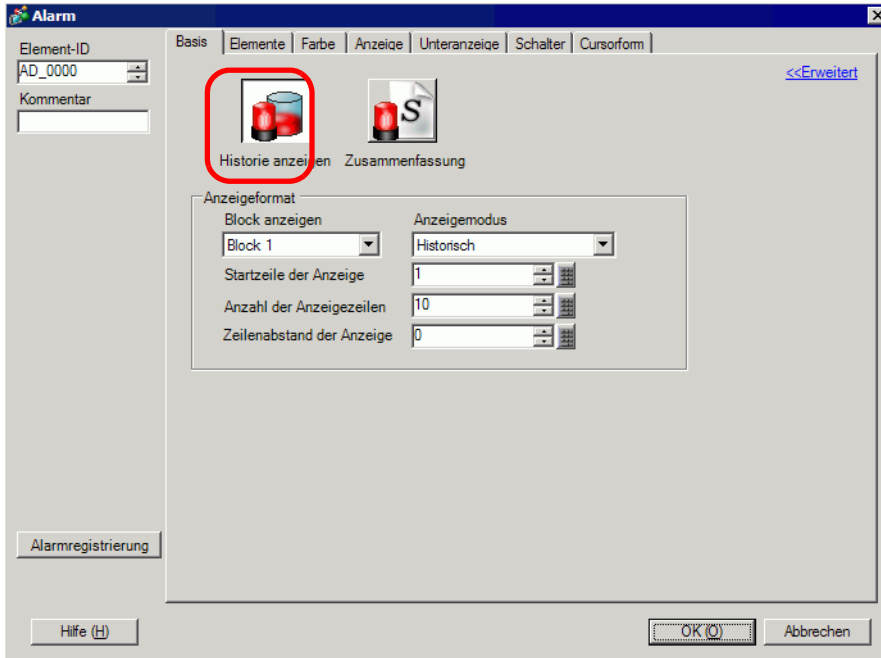 Alarm
Element-ID
AD_0000
Kommentar
Basis Elemente Farbe Anzeige Unteranzeige Schalter Cursorform
<<Erweitert
S
Historie anzeigen Zusammenfassung
Anzeigeformat
Block anzeigen Anzeigemodus
Block 1 Historisch
Startzeile der Anzeige 1
Anzahl der Anzeigezeilen 10
Zeilenabstand der Anzeige 0
Alarmregistrierung
Hilfe (H) OK (O) Abbrechen